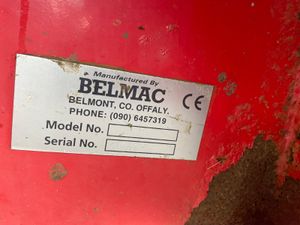 Manufactured By
BELMAC
BELMONT, CO. OFFALY.
PHONE: (090) 6457319
CE
Model No.
Serial No.